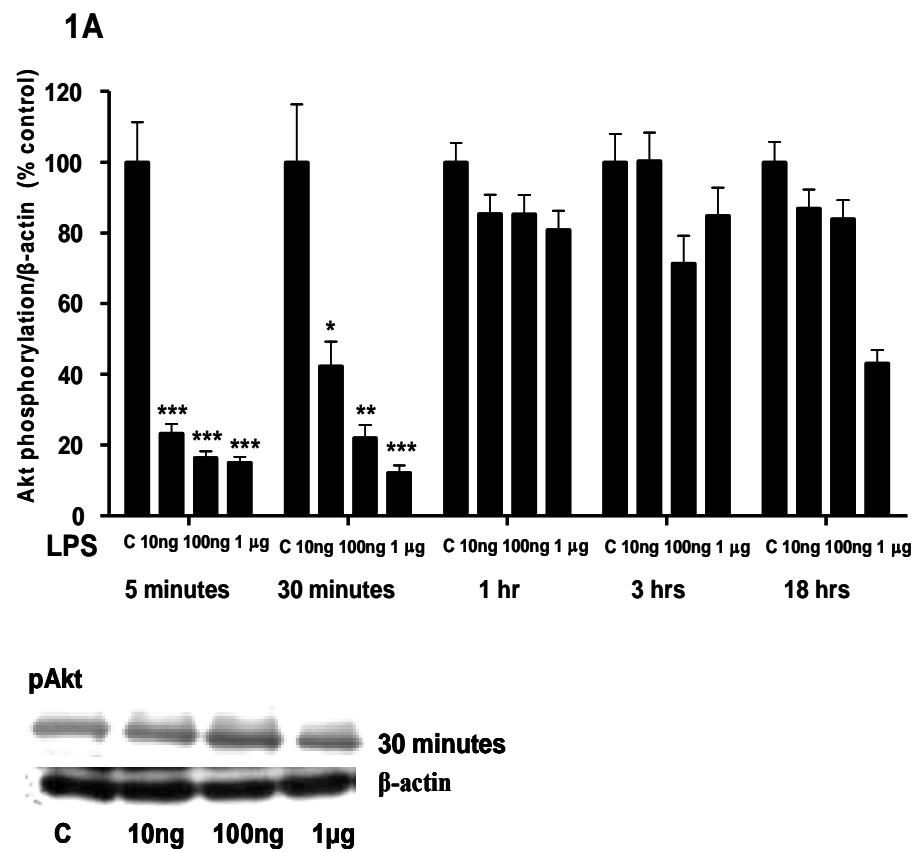 1A
Akt phosphorylation/β-actin (% control)
120
100
80
60
40
20
0
***
***
***
*
**
***
LPS
C 10ng 100ng 1 µg
C 10ng 100ng 1 µg
C 10ng 100ng 1 µg
C 10ng 100ng 1 µg
C 10ng 100ng 1 µg
5 minutes
30 minutes
1 hr
3 hrs
18 hrs
pAkt
30 minutes
β-actin
C 10ng 100ng 1µg